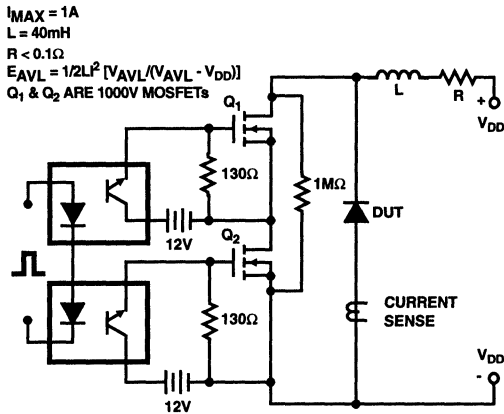 IMAX = 1A
L = 40mH
R < 0.1Ω
EAVL = 1/2LI² [VAVL/(VAVL - VDD)]
Q1 & Q2 ARE 1000V MOSFETs
Q1
L
R
+
VDD
130Ω
1MΩ
DUT
12V
Q2
CURRENT
SENSE
130Ω
VDD
-
12V